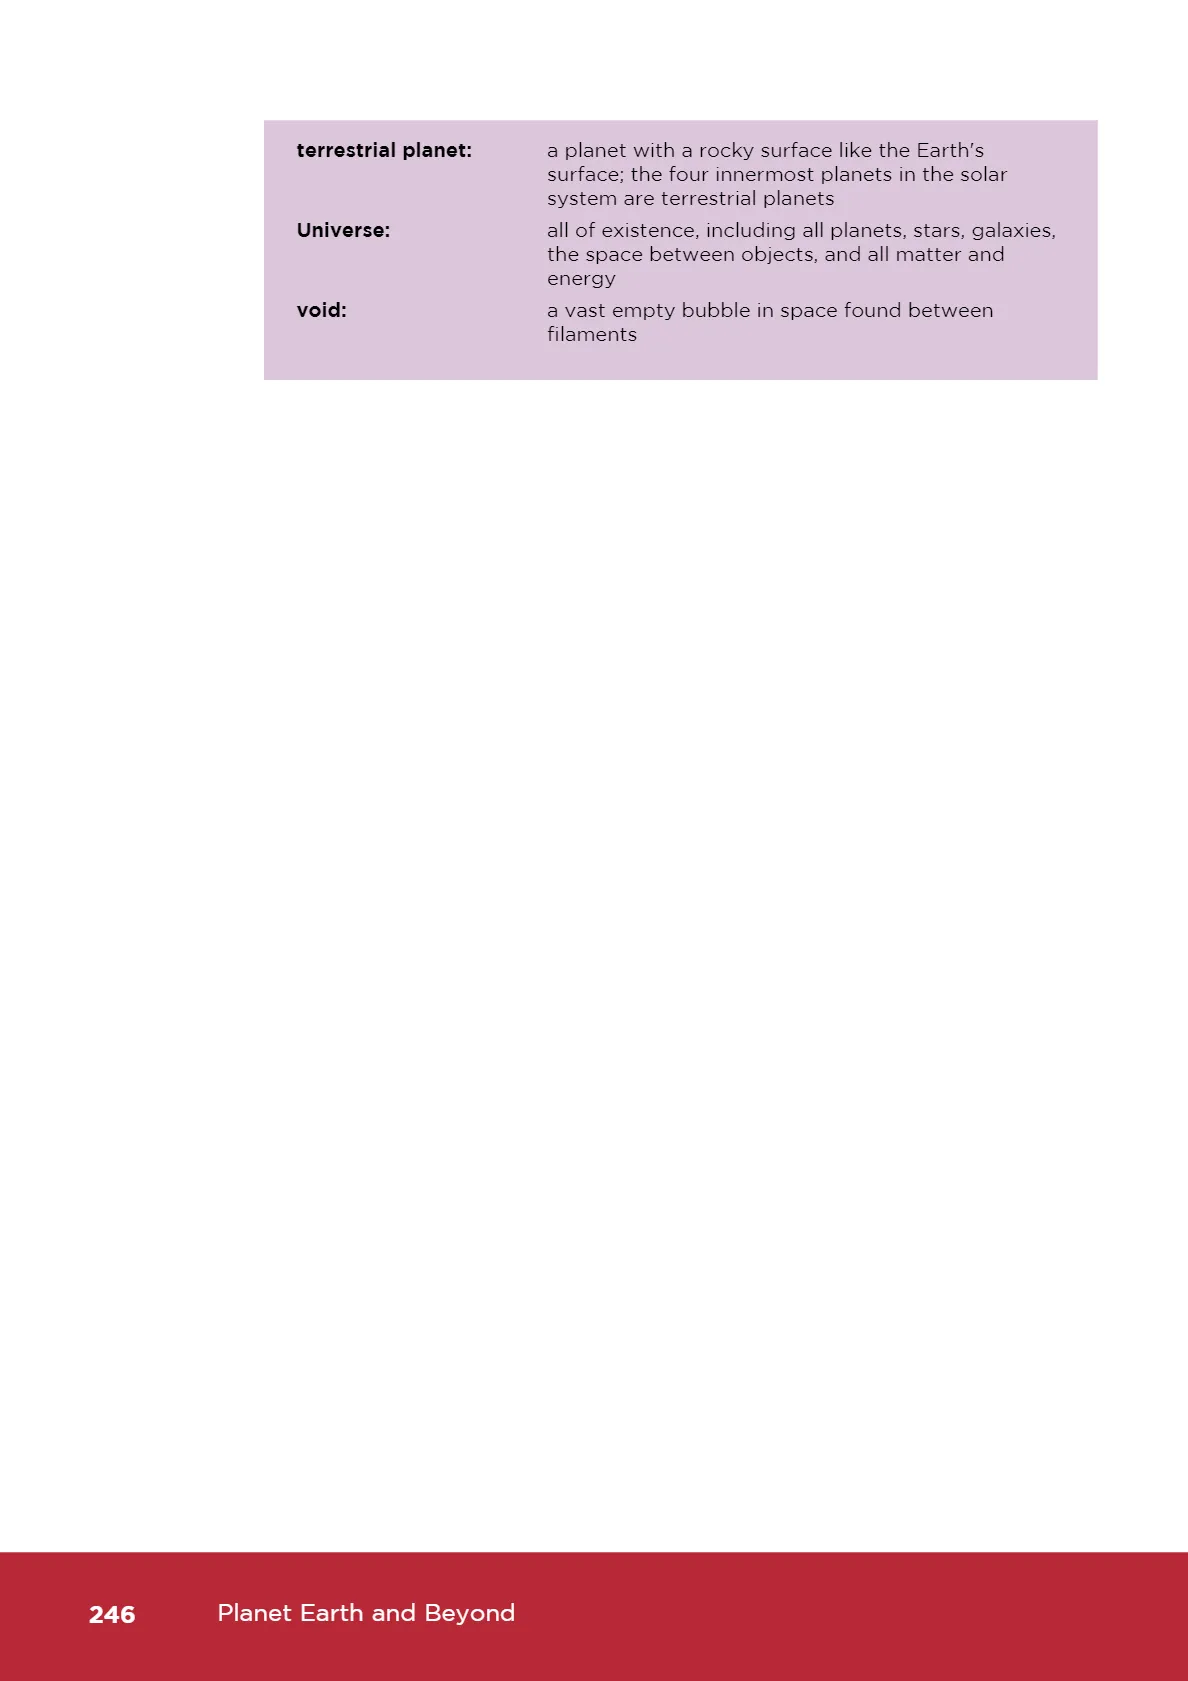 terrestrial planet: a planet with a rocky surface like the Earth's
surface; the four innermost planets in the solar
system are terrestrial planets
Universe: all of existence, including all planets, stars, galaxies,
the space between objects, and all matter and
energy
void: a vast empty bubble in space found between
filaments
246 Planet Earth and Beyond